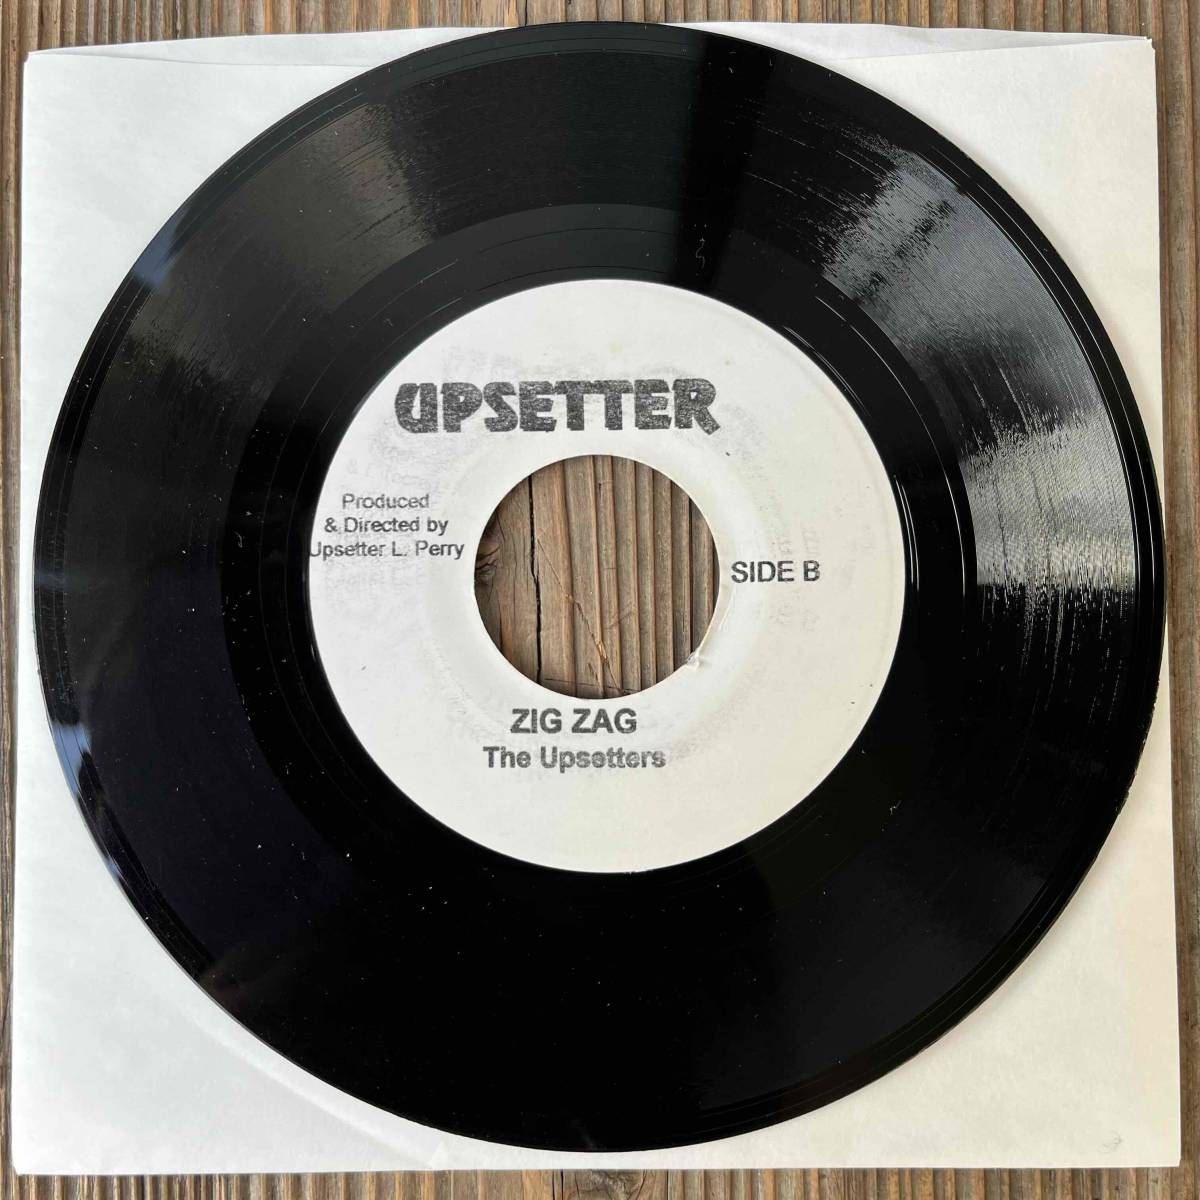 UPSETTER
Produced
& Directed by
Upsetter L. Perry
SIDE B
ZIG ZAG
The Upsetters